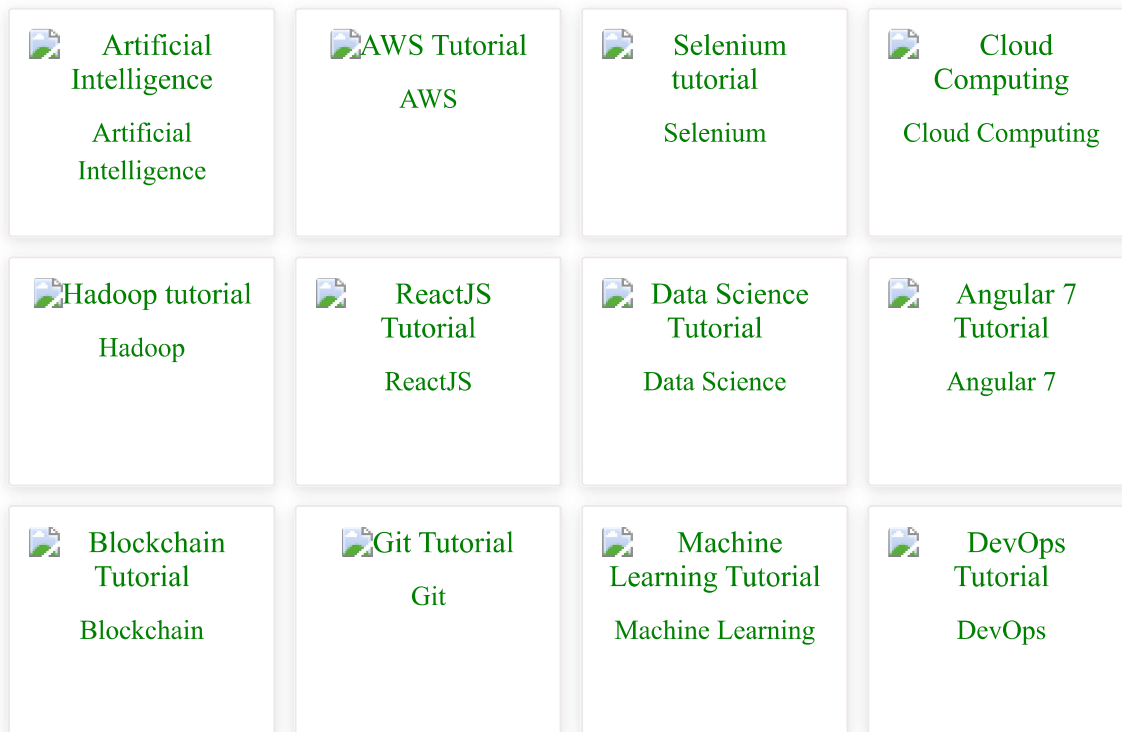 Artificial
Intelligence
Artificial
Intelligence
AWS Tutorial
AWS
Selenium
tutorial
Selenium
Cloud
Computing
Cloud Computing
Hadoop tutorial
Hadoop
ReactJS
Tutorial
ReactJS
Data Science
Tutorial
Data Science
Angular 7
Tutorial
Angular 7
Blockchain
Tutorial
Blockchain
Git Tutorial
Git
Machine
Learning Tutorial
Machine Learning
DevOps
Tutorial
DevOps